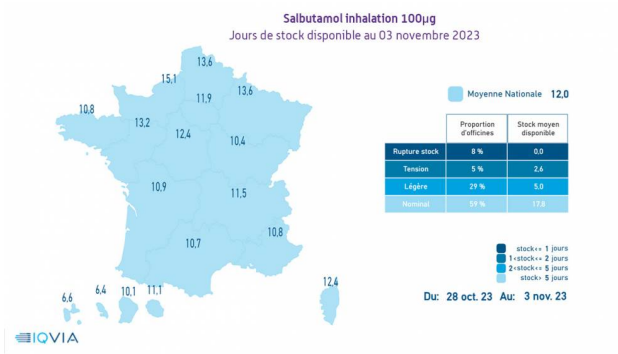 Salbutamol inhalation 100µg
Jours de stock disponible au 03 novembre 2023
13,6
15,1
13,6
11,9
10,8
13,2
12,4
10,4
10,9
11,5
10,8
10,7
12,4
6,6
6,4
10,1
11,1
Moyenne Nationale 12,0
Proportion d'officines
Stock moyen disponible
Rupture stock 8 % 0,0
Tension 5 % 2,6
Légère 29 % 5,0
Nominal 59 % 17,8
stock<= 1 jours
1<stock<= 2 jours
2<stock<= 5 jours
stock> 5 jours
Du: 28 oct. 23 Au: 3 nov. 23
IQVIA